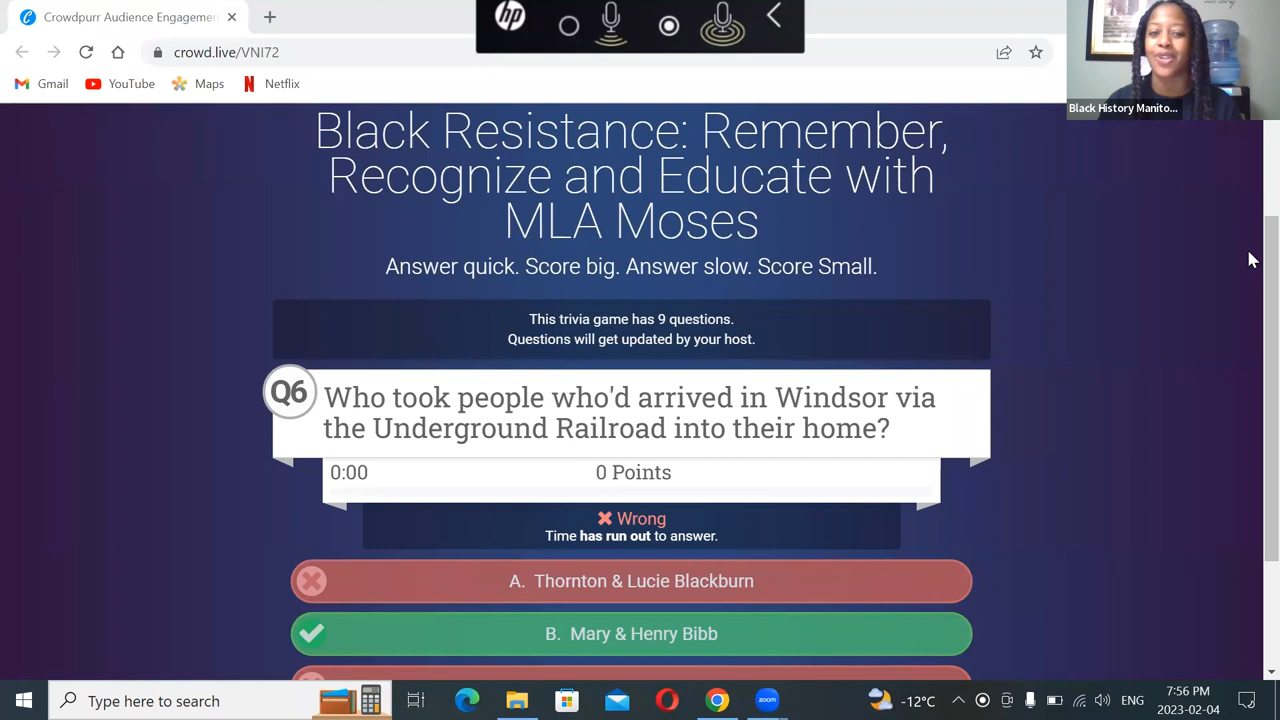 Crowdpurr Audience Engagemen
hp
crowd.live/VNI72
Gmail
YouTube
Maps
Netflix
Black History Manito...
Black Resistance: Remember,
Recognize and Educate with
MLA Moses
Answer quick. Score big. Answer slow. Score Small.
This trivia game has 9 questions.
Questions will get updated by your host.
Q6
Who took people who'd arrived in Windsor via
the Underground Railroad into their home?
0:00
0 Points
Wrong
Time has run out to answer.
A. Thornton & Lucie Blackburn
B. Mary & Henry Bibb
Type here to search
zoom
-12°C
ENG
7:56 PM
2023-02-04